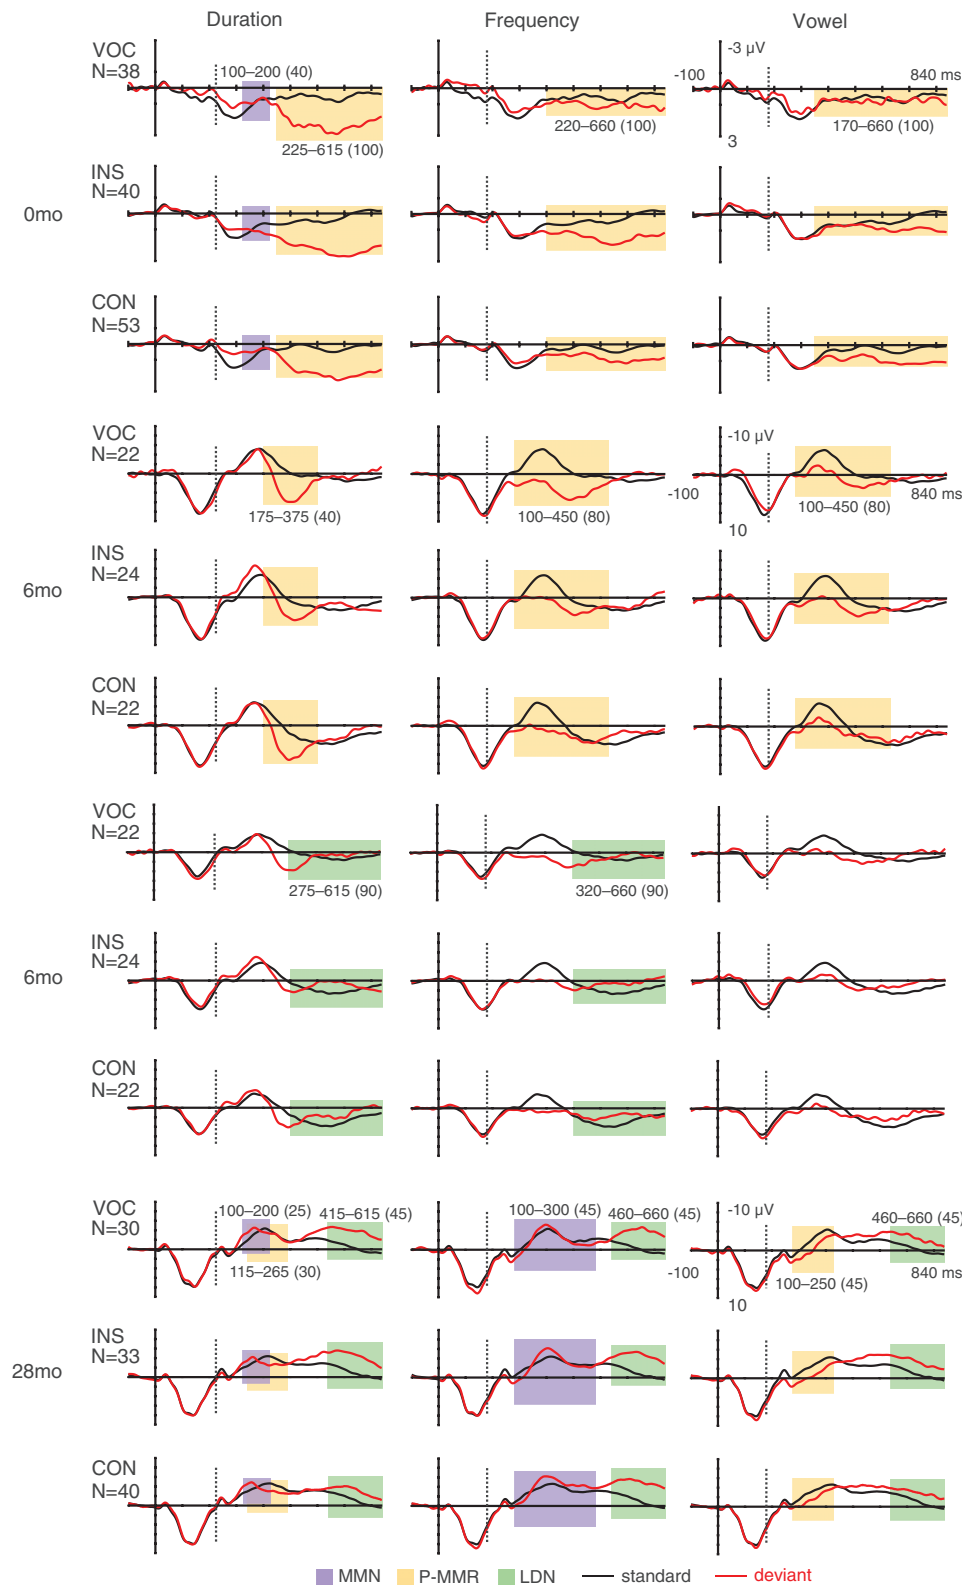 Duration Frequency Vowel
VOC
N=38
100–200 (40)
225–615 (100)
220–660 (100)
-3 µV
-100
840 ms
170–660 (100)
3
0mo
INS
N=40
CON
N=53
VOC
N=22
175–375 (40)
100–450 (80)
-10 µV
-100
840 ms
100–450 (80)
10
6mo
INS
N=24
CON
N=22
VOC
N=22
275–615 (90)
320–660 (90)
6mo
INS
N=24
CON
N=22
VOC
N=30
100–200 (25) 415–615 (45)
115–265 (30)
100–300 (45) 460–660 (45)
-10 µV
460–660 (45)
-100
840 ms
100–250 (45)
10
28mo
INS
N=33
CON
N=40
MMN P-MMR LDN standard deviant